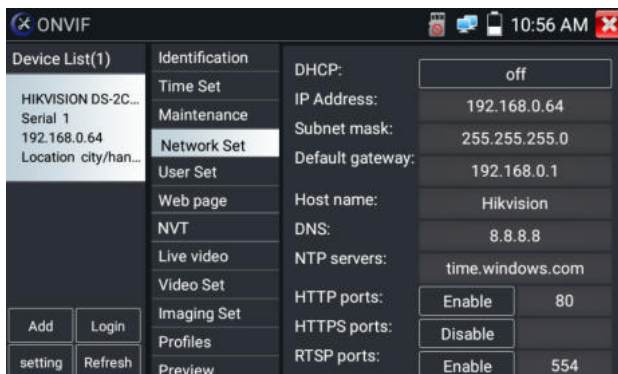 ONVIF
10:56 AM
Device List(1)
HIKVISION DS-2C...
Serial 1
192.168.0.64
Location city/han...
Add
Login
setting
Refresh
Identification
Time Set
Maintenance
Network Set
User Set
Web page
NVT
Live video
Video Set
Imaging Set
Profiles
Preview
DHCP: off
IP Address: 192.168.0.64
Subnet mask: 255.255.255.0
Default gateway: 192.168.0.1
Host name: Hikvision
DNS: 8.8.8.8
NTP servers: time.windows.com
HTTP ports: Enable 80
HTTPS ports: Disable
RTSP ports: Enable 554